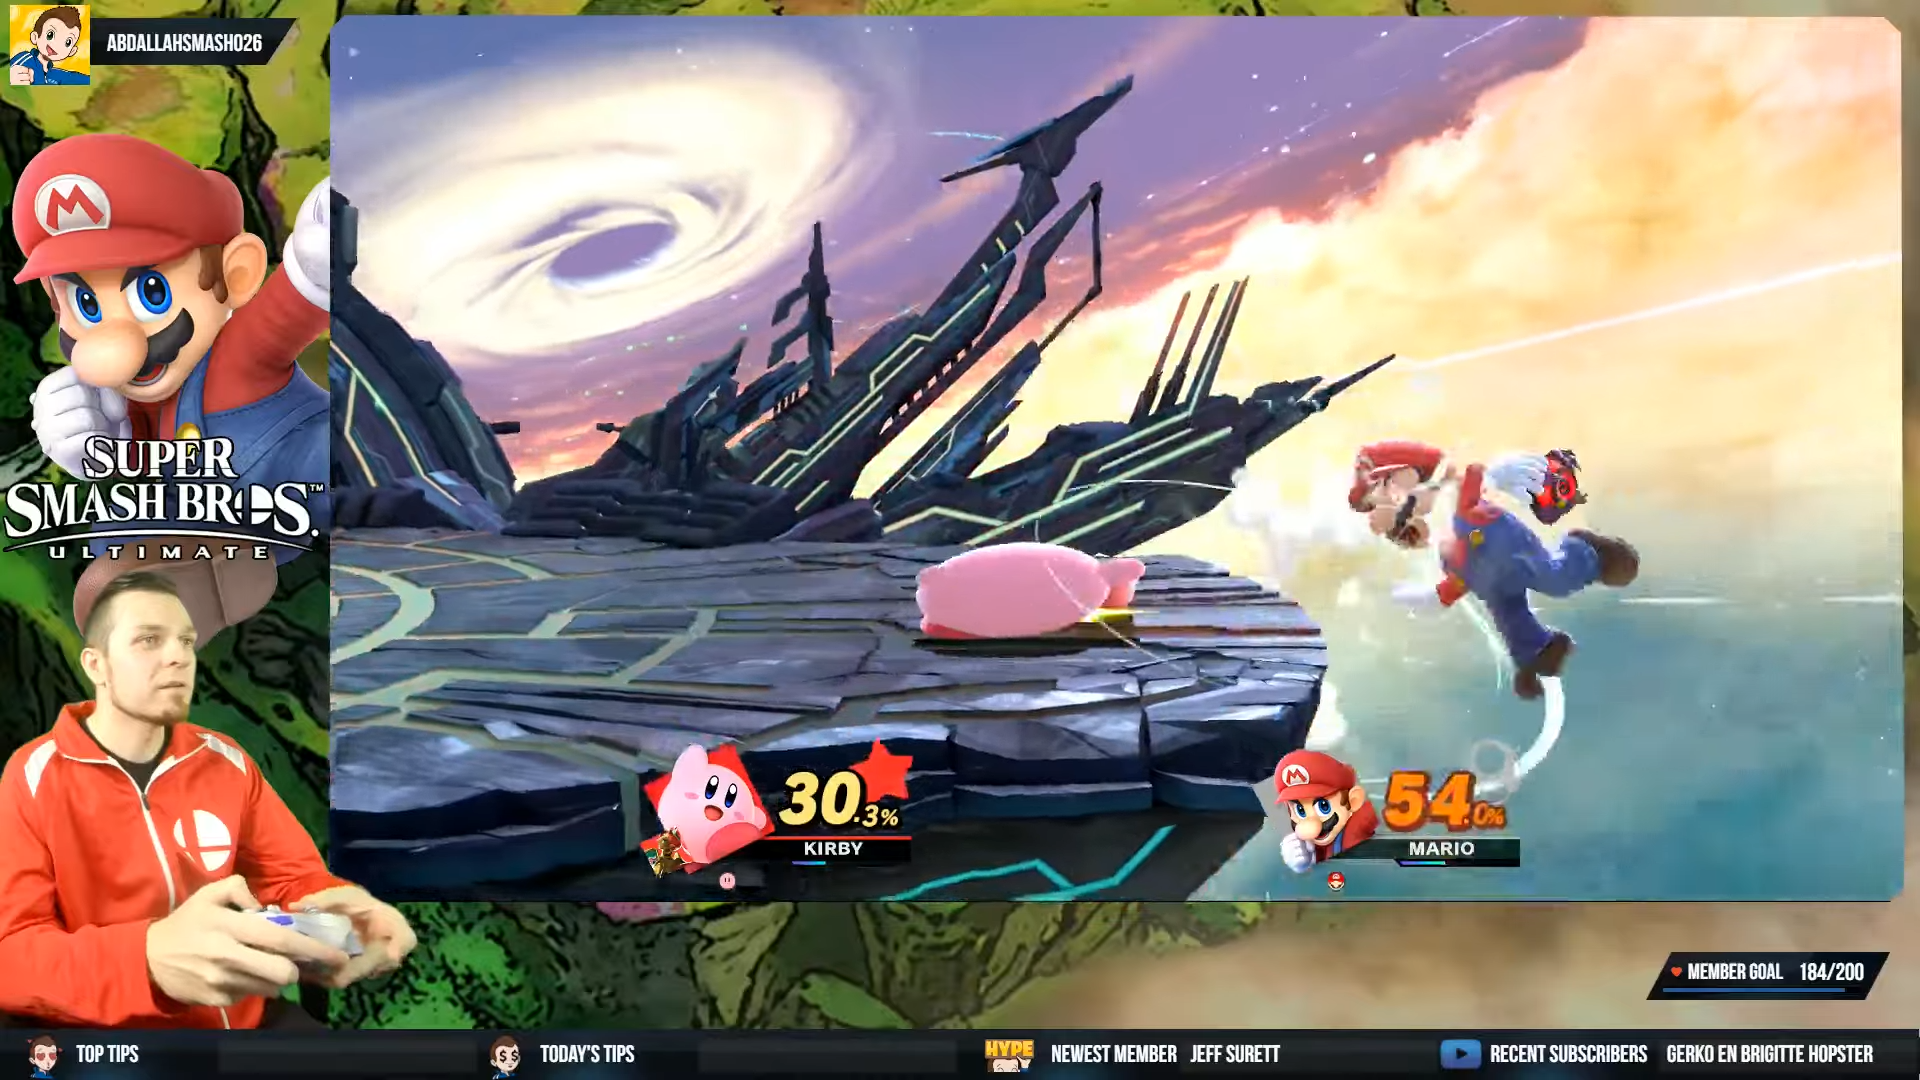 ABDALLAHSMASH026
M
SUPER
SMASH BROS.™
ULTIMATE
30.3%
KIRBY
M
54.0%
MARIO
MEMBER GOAL 184/200
TOP TIPS
TODAY'S TIPS
HYPE
NEWEST MEMBER JEFF SURETT
RECENT SUBSCRIBERS GERKO EN BRIGITTE HOPSTER